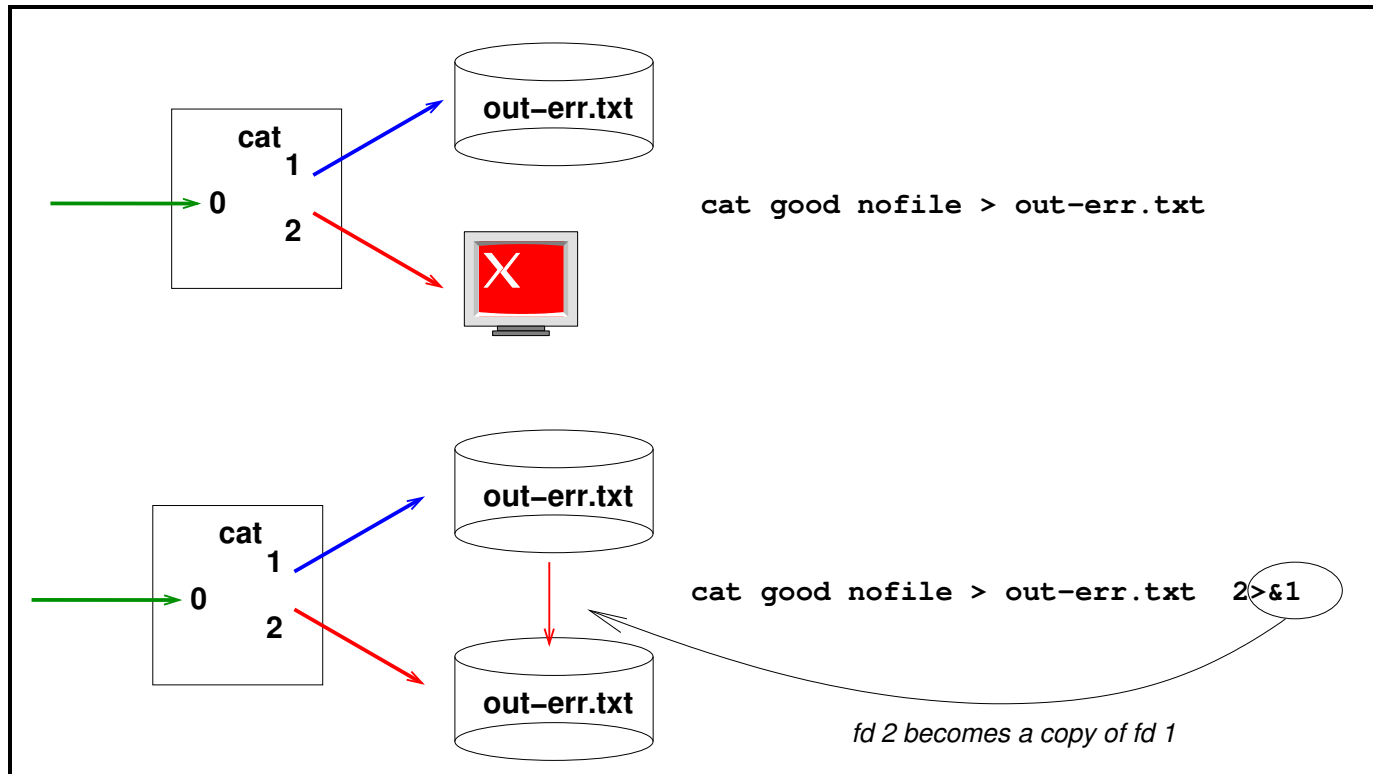 out–err.txt
cat
1
0
2
X
cat good nofile > out–err.txt
out–err.txt
cat
1
0
2
cat good nofile > out–err.txt 2>&1
out–err.txt
fd 2 becomes a copy of fd 1